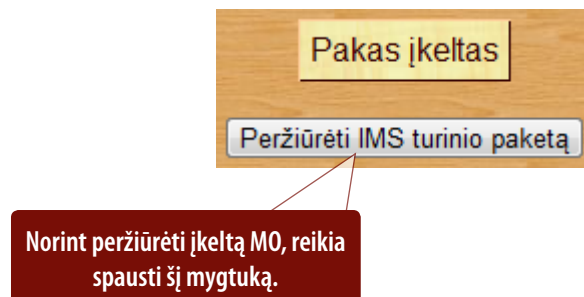 Pakas įkeltas
Peržiūrėti IMS turinio paketą
Norint peržiūrėti įkeltą MO, reikia
spausti šį mygtuką.